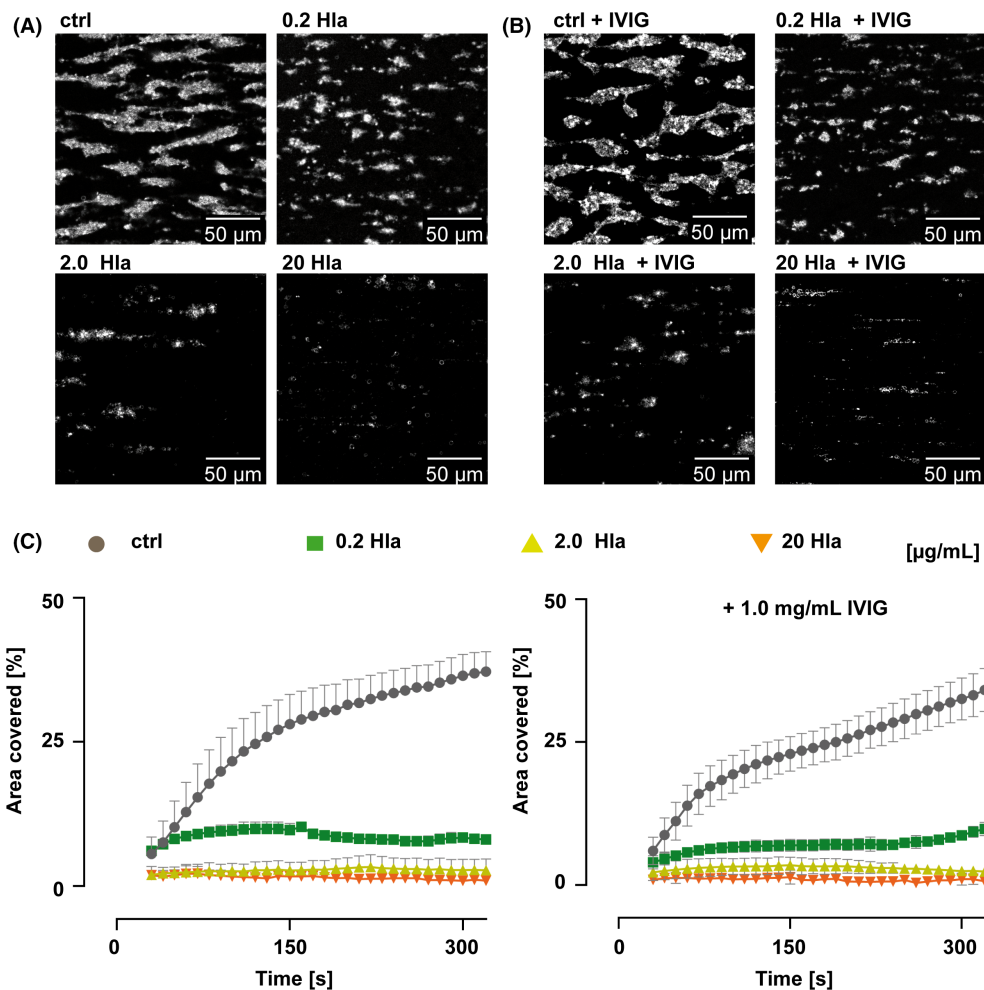 (A) ctrl 0.2 Hla (B) ctrl + IVIG 0.2 Hla + IVIG
50 µm 50 µm 50 µm 50 µm
2.0 Hla 20 Hla 2.0 Hla + IVIG 20 Hla + IVIG
50 µm 50 µm 50 µm 50 µm
(C) ctrl 0.2 Hla 2.0 Hla 20 Hla [µg/mL]
Area covered [%]
50
25
0
0 150 300
Time [s]
+ 1.0 mg/mL IVIG
Area covered [%]
50
25
0
0 150 300
Time [s]